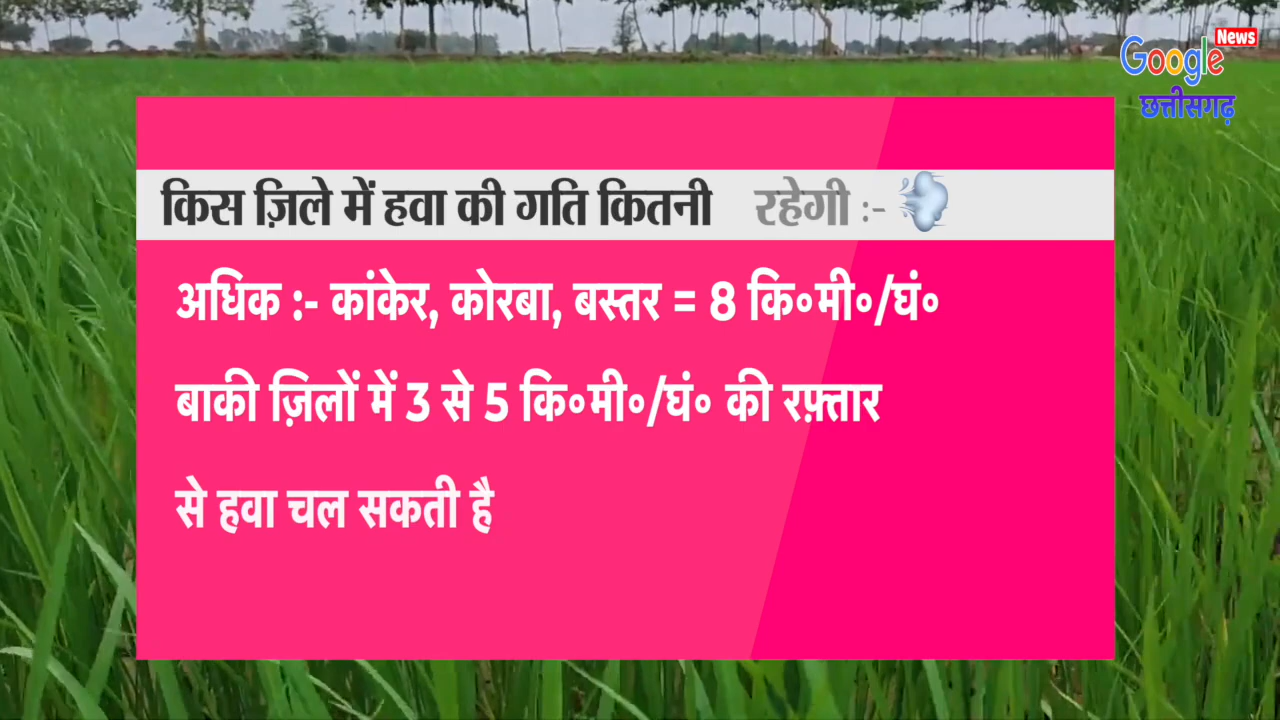 Google News
छत्तीसगढ़
किस ज़िले में हवा की गति कितनी रहेगी :-
अधिक :- कांकेर, कोरबा, बस्तर = 8 कि॰मी॰/घं॰
बाकी ज़िलों में 3 से 5 कि॰मी॰/घं॰ की रफ़्तार
से हवा चल सकती है